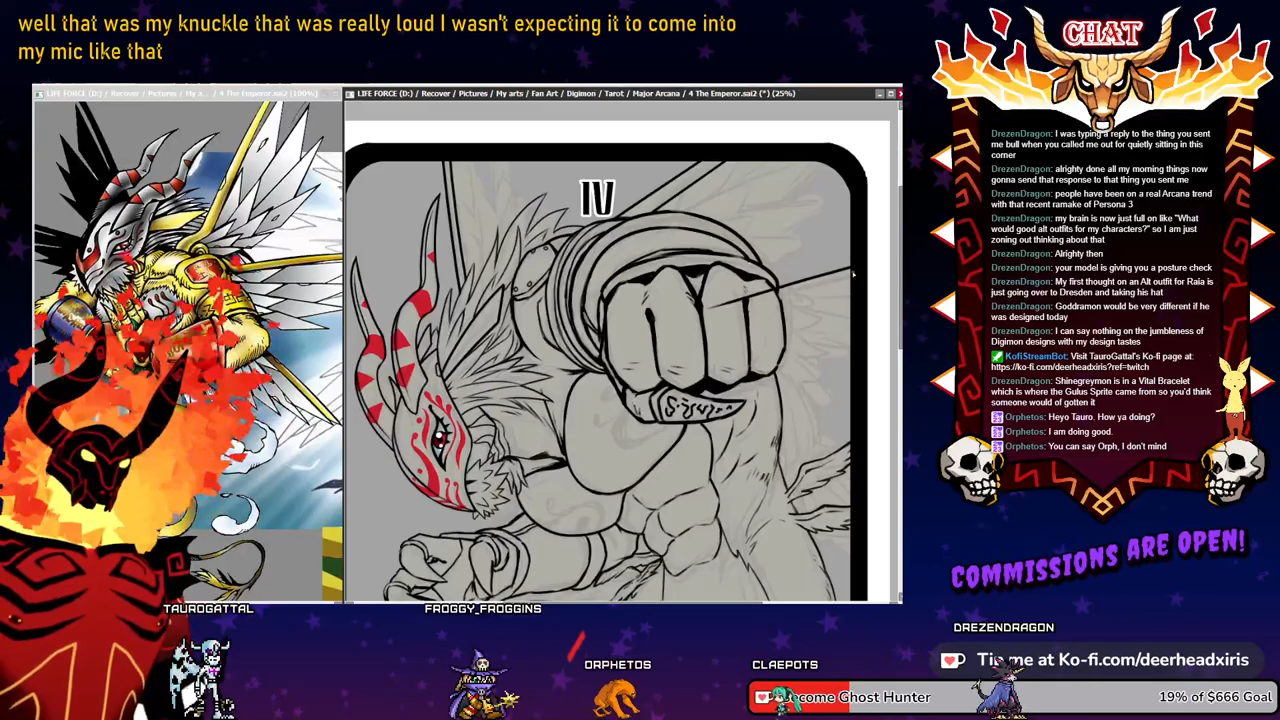 well that was my knuckle that was really loud I wasn't expecting it to come into
my mic like that
LIFE FORCE (D:) / Recover / Pictures / My a... / 4 The Emperor.sai2 (100%)
LIFE FORCE (D:) / Recover / Pictures / My arts / Fan Art / Digimon / Tarot / Major Arcana / 4 The Emperor.sai2 (*) (25%)
IV
CHAT
DrezenDragon: I was typing a reply to the thing you sent
me bull when you called me out for quietly sitting in this
corner
DrezenDragon: alrighty done all my morning things now
gonna send that response to that thing you sent me
DrezenDragon: people have been on a real Arcana trend
with that recent ramake of Persona 3
DrezenDragon: my brain is now just full on like "What
would good alt outfits for my characters?" so I am just
zoning out thinking about that
DrezenDragon: Alrighty then
DrezenDragon: your model is giving you a posture check
DrezenDragon: My first thought on an Alt outfit for Raia is
just going over to Dresden and taking his hat
DrezenDragon: Goddramon would be very different if he
was designed today
DrezenDragon: I can say nothing on the jumbleness of
Digimon designs with my design tastes
KofiStreamBot: Visit TauroGattal's Ko-fi page at:
https://ko-fi.com/deerheadxiris?ref=twitch
DrezenDragon: Shinegreymon is in a Vital Bracelet
which is where the Gulus Sprite came from so you'd think
someone would of gotten it
Orphetos: Heyo Tauro. How ya doing?
Orphetos: I am doing good.
Orphetos: You can say Orph, I don't mind
COMMISSIONS ARE OPEN!
TAUROGATTAL
FROGGY_FROGGINS
ORPHETOS
CLAEPOTS
DREZENDRAGON
Tip me at Ko-fi.com/deerheadxiris
Become Ghost Hunter
19% of $666 Goal